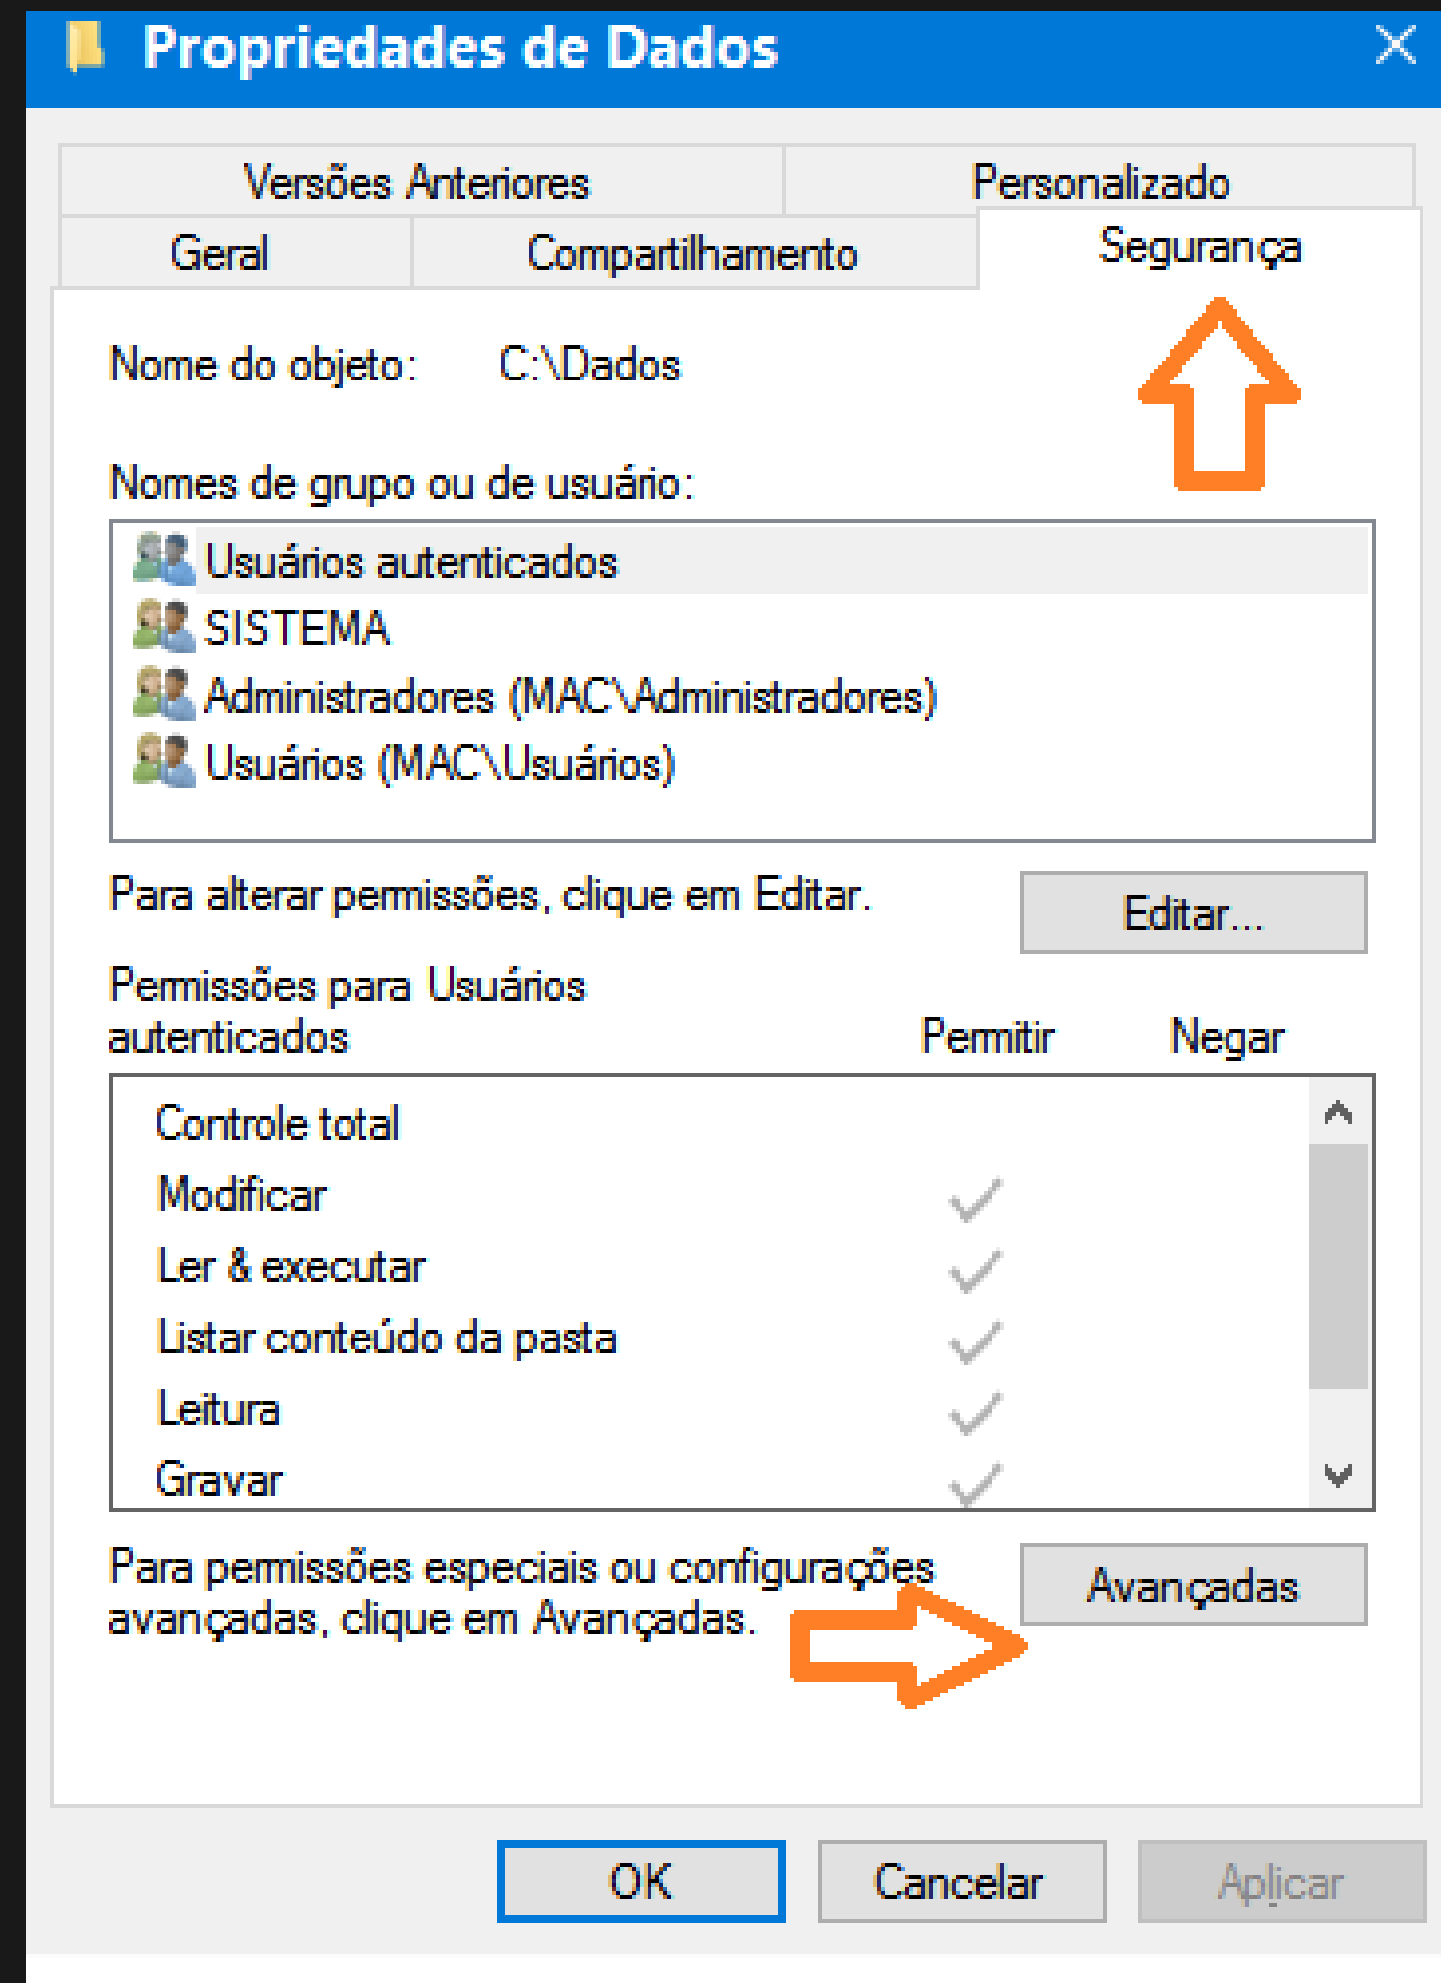 Propriedades de Dados
Versões Anteriores
Personalizado
Geral
Compartilhamento
Segurança
Nome do objeto:
C:\Dados
Nomes de grupo ou de usuário:
Usuários autenticados
SISTEMA
Administradores (MAC\Administradores)
Usuários (MAC\Usuários)
Para alterar permissões, clique em Editar.
Editar...
Permissões para Usuários
autenticados
Permitir
Negar
Controle total
Modificar
Ler & executar
Listar conteúdo da pasta
Leitura
Gravar
Para permissões especiais ou configurações
avançadas, clique em Avançadas.
Avançadas
OK
Cancelar
Aplicar